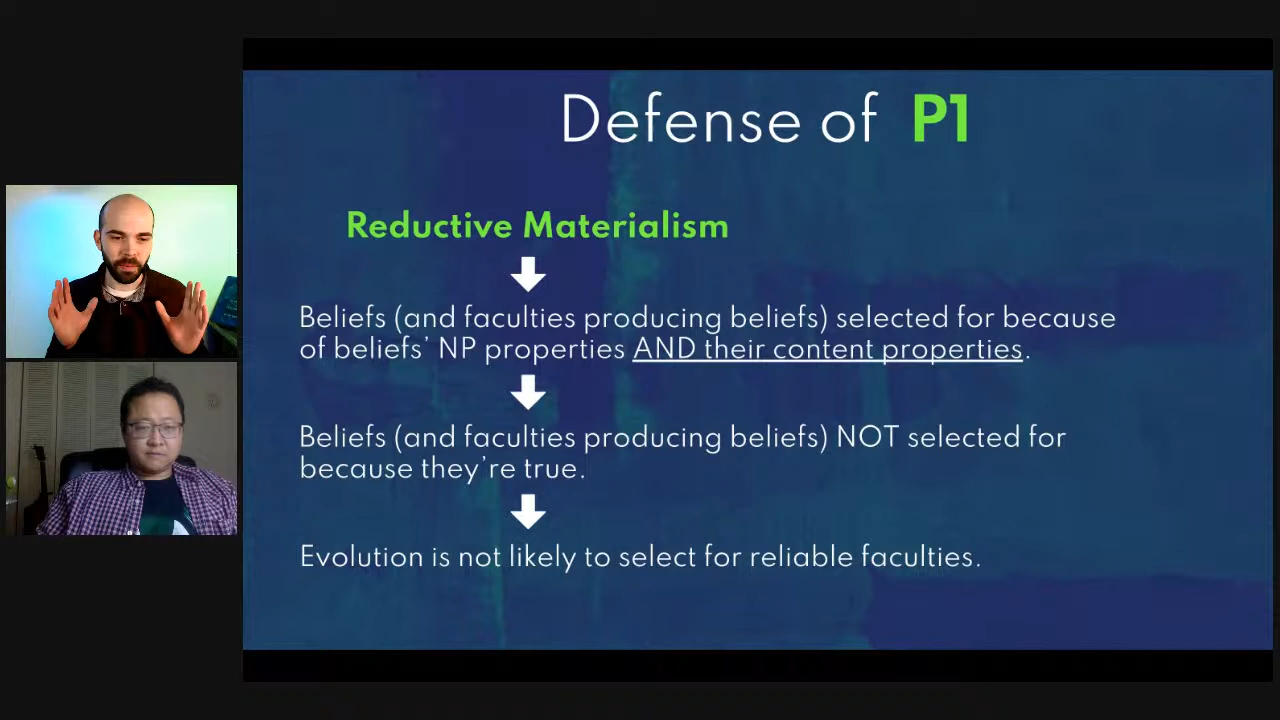 Defense of P1
Reductive Materialism
Beliefs (and faculties producing beliefs) selected for because
of beliefs’ NP properties AND their content properties.
Beliefs (and faculties producing beliefs) NOT selected for
because they’re true.
Evolution is not likely to select for reliable faculties.